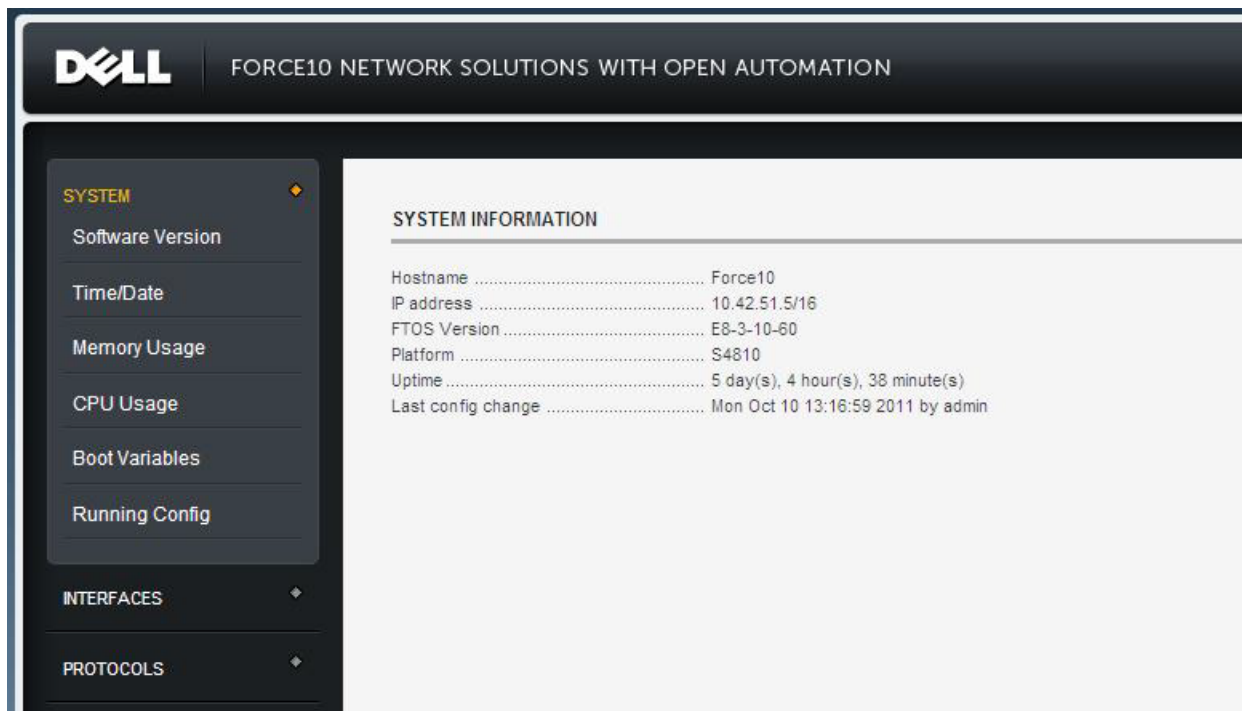 DELL
FORCE10 NETWORK SOLUTIONS WITH OPEN AUTOMATION
SYSTEM
Software Version
Time/Date
Memory Usage
CPU Usage
Boot Variables
Running Config
INTERFACES
PROTOCOLS
SYSTEM INFORMATION
Hostname ................................................. Force10
IP address ................................................ 10.42.51.5/16
FTOS Version ........................................... E8-3-10-60
Platform .................................................... S4810
Uptime ....................................................... 5 day(s), 4 hour(s), 38 minute(s)
Last config change .................................. Mon Oct 10 13:16:59 2011 by admin